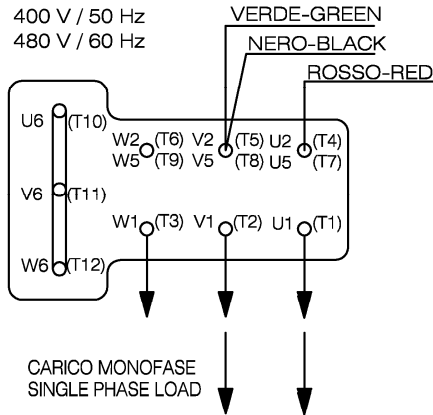 400 V / 50 Hz
480 V / 60 Hz
VERDE-GREEN
NERO-BLACK
ROSSO-RED
U6 (T10)
W2 (T6) V2 (T5) U2 (T4)
W5 (T9) V5 (T8) U5 (T7)
V6 (T11)
W1 (T3) V1 (T2) U1 (T1)
W6 (T12)
CARICO MONOFASE
SINGLE PHASE LOAD